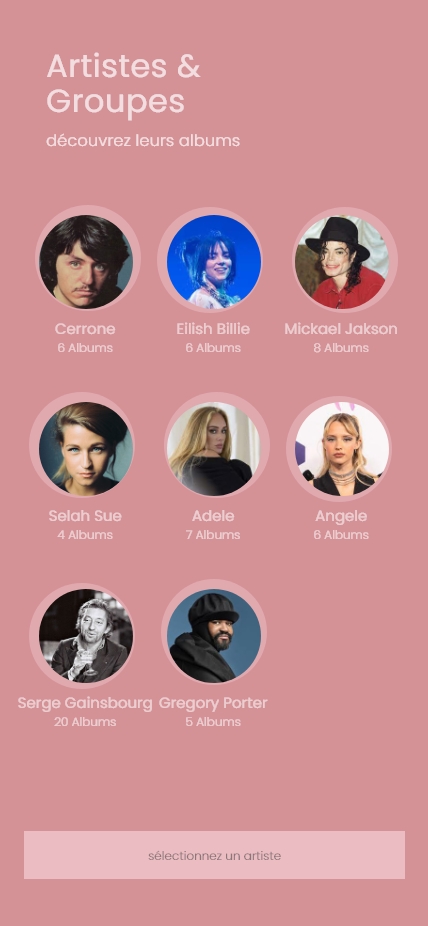 Artistes &
Groupes
découvrez leurs albums
Cerrone
6 Albums
Eilish Billie
6 Albums
Mickael Jakson
8 Albums
Selah Sue
4 Albums
Adele
7 Albums
Angele
6 Albums
Serge Gainsbourg
20 Albums
Gregory Porter
5 Albums
sélectionnez un artiste